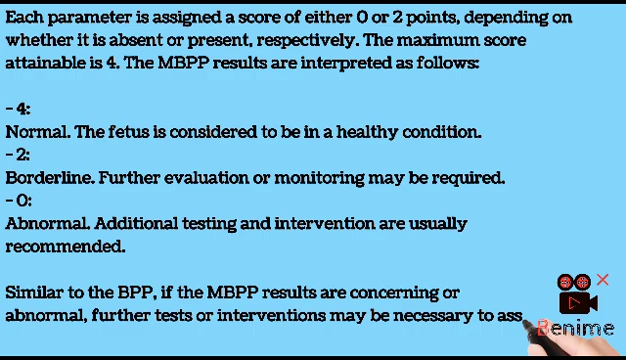 Each parameter is assigned a score of either 0 or 2 points, depending on
whether it is absent or present, respectively. The maximum score
attainable is 4. The MBPP results are interpreted as follows:
- 4:
Normal. The fetus is considered to be in a healthy condition.
- 2:
Borderline. Further evaluation or monitoring may be required.
- 0:
Abnormal. Additional testing and intervention are usually
recommended.
Similar to the BPP, if the MBPP results are concerning or
abnormal, further tests or interventions may be necessary to ass
Benime